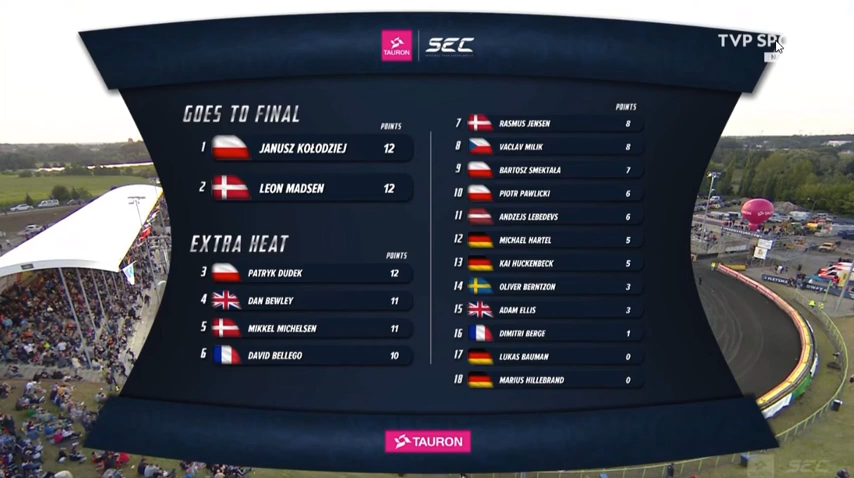 TAURON
SEC
TVP SPO
GOES TO FINAL
POINTS
1 JANUSZ KOŁODZIEJ 12
2 LEON MADSEN 12
EXTRA HEAT
POINTS
3 PATRYK DUDEK 12
4 DAN BEWLEY 11
5 MIKKEL MICHELSEN 11
6 DAVID BELLEGO 10
POINTS
7 RASMUS JENSEN 8
8 VACLAV MILIK 8
9 BARTOSZ SMEKTAŁA 7
10 PIOTR PAWLICKI 6
11 ANDZEJS LEBEDEVS 6
12 MICHAEL HARTEL 5
13 KAI HUCKENBECK 5
14 OLIVER BERNTZON 3
15 ADAM ELLIS 3
16 DIMITRI BERGE 1
17 LUKAS BAUMAN 0
18 MARIUS HILLEBRAND 0
TAURON
SEC